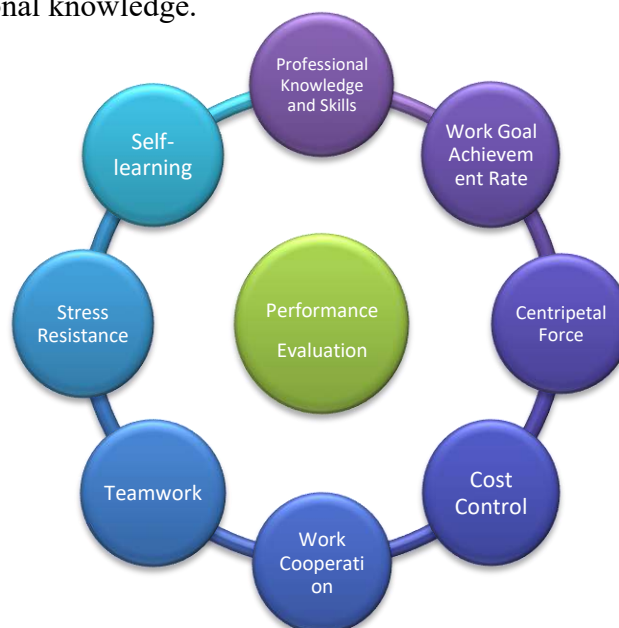 onal knowledge.
Professional
Knowledge
and Skills
Work Goal
Achievem
ent Rate
Centripetal
Force
Cost
Control
Work
Cooperati
on
Teamwork
Stress
Resistance
Self-
learning
Performance
Evaluation